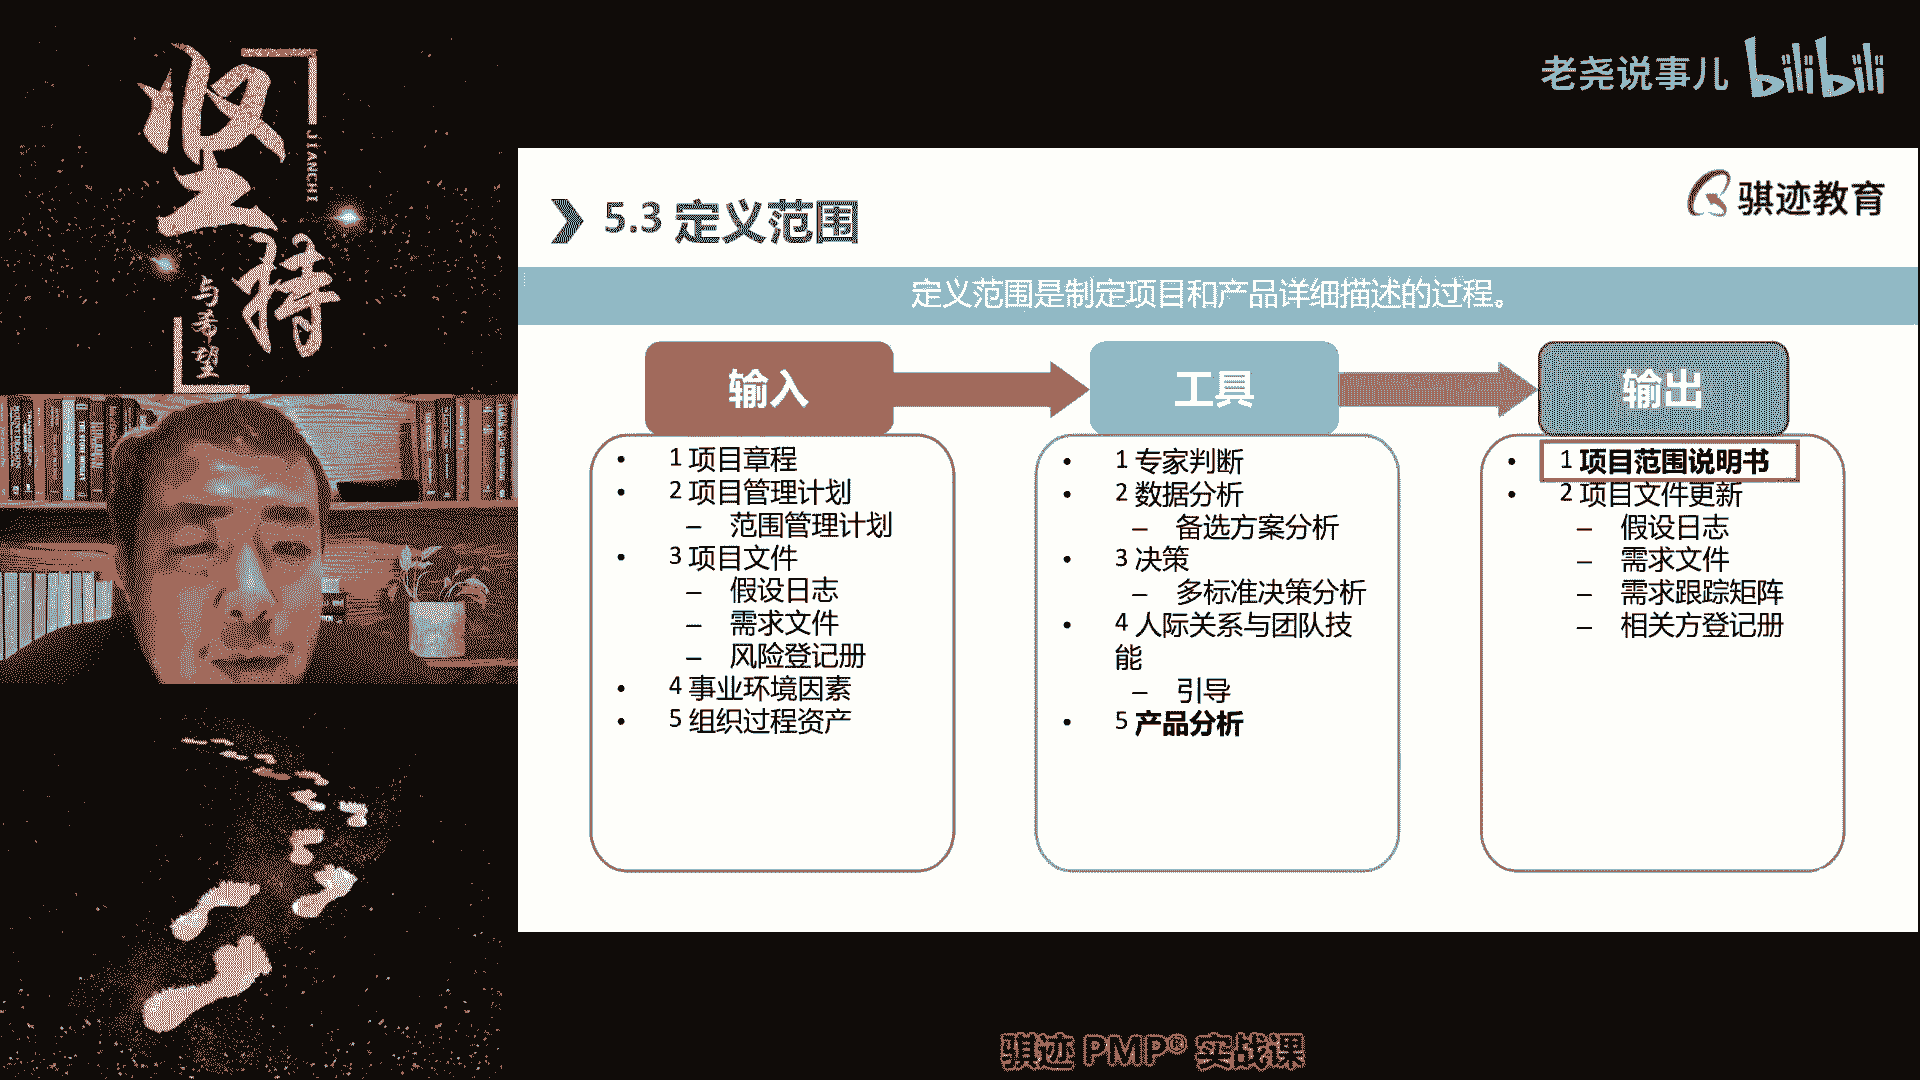 坚持
JIANCHI
与希望
老尧说事儿 bilibili
骐迹教育
5.3 定义范围
定义范围是制定项目和产品详细描述的过程。
输入
• 1 项目章程
• 2 项目管理计划
– 范围管理计划
• 3 项目文件
– 假设日志
– 需求文件
– 风险登记册
• 4 事业环境因素
• 5 组织过程资产
工具
• 1 专家判断
• 2 数据分析
– 备选方案分析
• 3 决策
– 多标准决策分析
• 4 人际关系与团队技
能
– 引导
• 5 产品分析
输出
• 1 项目范围说明书
• 2 项目文件更新
– 假设日志
– 需求文件
– 需求跟踪矩阵
– 相关方登记册
骐迹 PMP® 实战课